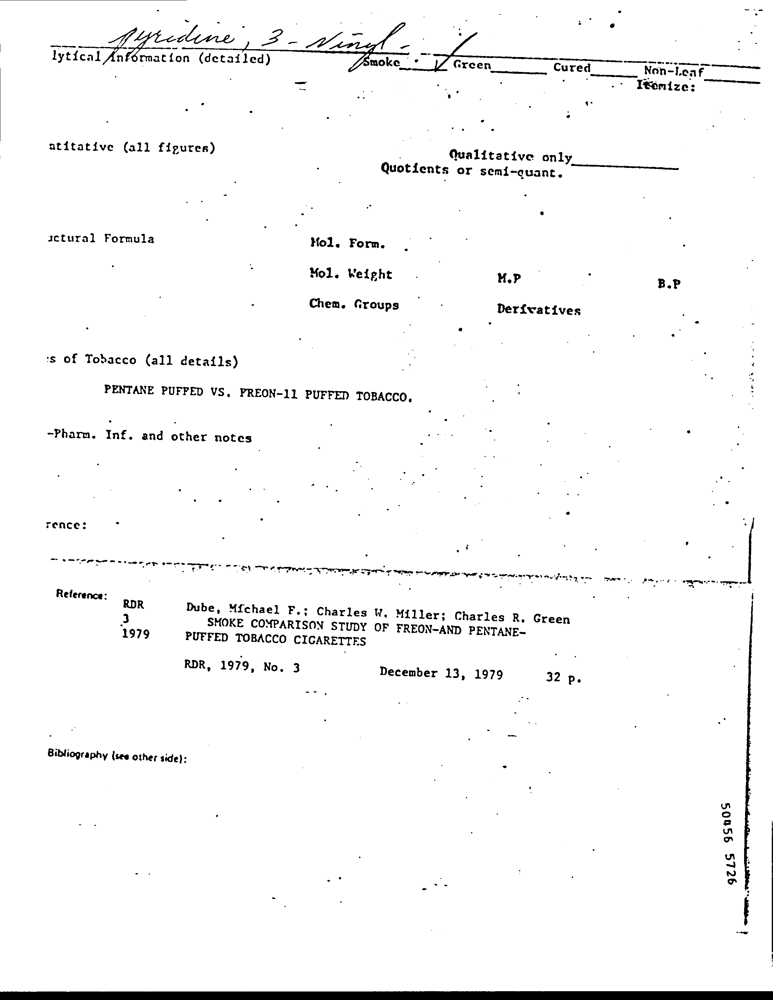 Pyridine, 3-Vinyl-
lytical Information (detailed) Smoke ✓ Green Cured Non-Leaf
Itemize:
ntitative (all figures) Qualitative only
Quotients or semi-quant.
uctural Formula Mol. Form.
Mol. Weight M.P B.P
Chem. Groups Derivatives
:s of Tobacco (all details)
PENTANE PUFFED VS. FREON-11 PUFFED TOBACCO.
-Pharm. Inf. and other notes
rence:
Reference:
RDR Dube, Michael F.; Charles W. Miller; Charles R. Green
3 SMOKE COMPARISON STUDY OF FREON-AND PENTANE-
1979 PUFFED TOBACCO CIGARETTES
RDR, 1979, No. 3 December 13, 1979 32 p.
Bibliography (see other side):
50856 5726